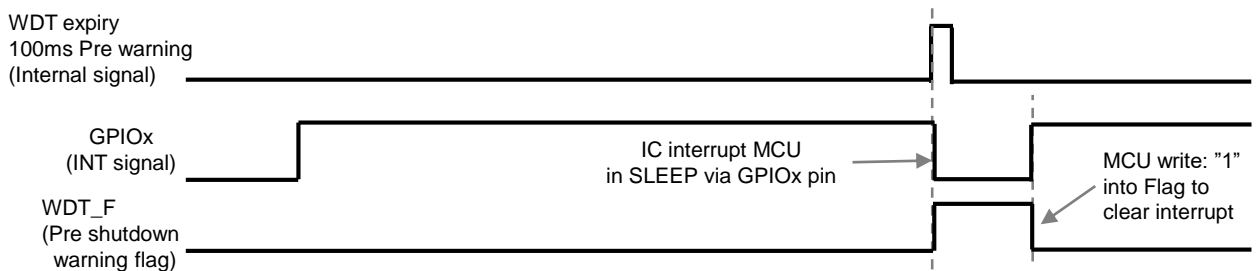 WDT expiry
100ms Pre warning
(Internal signal)
GPIOx
(INT signal)
IC interrupt MCU
in SLEEP via GPIOx pin
MCU write: ”1”
into Flag to
clear interrupt
WDT_F
(Pre shutdown
warning flag)